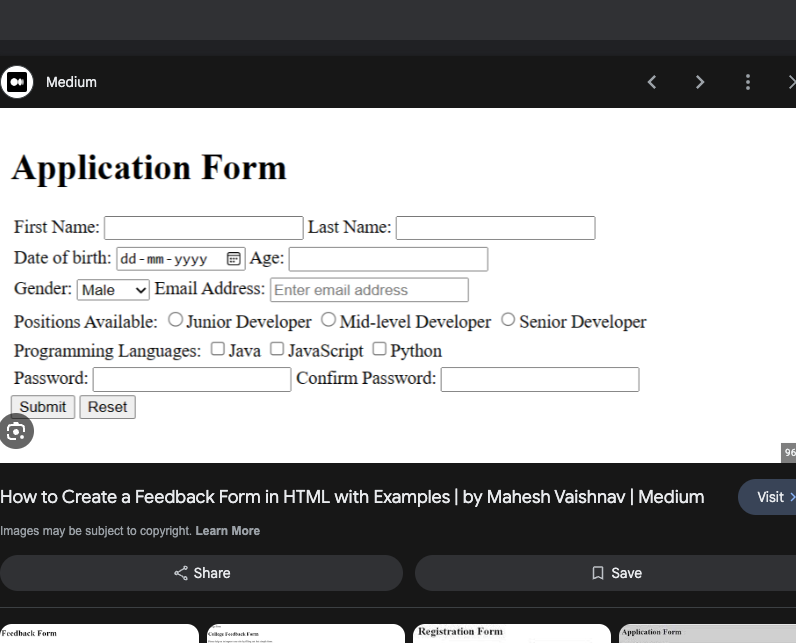 Medium
Application Form
First Name: Last Name:
Date of birth: dd-mm-yyyy Age:
Gender: Male Email Address: Enter email address
Positions Available: Junior Developer Mid-level Developer Senior Developer
Programming Languages: Java JavaScript Python
Password: Confirm Password:
Submit Reset
96
How to Create a Feedback Form in HTML with Examples | by Mahesh Vaishnav | Medium
Visit
Images may be subject to copyright. Learn More
Share Save
Feedback Form College Feedback Form Registration Form Application Form